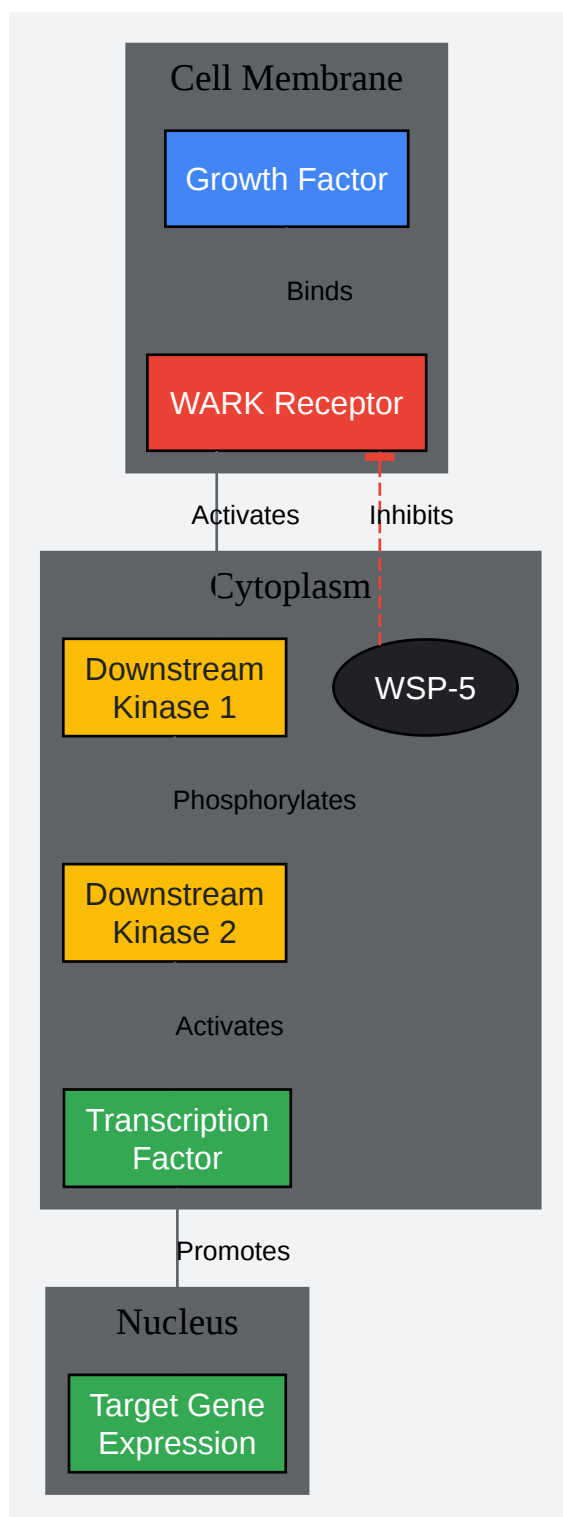 Cell Membrane
Growth Factor
Binds
WARK Receptor
Activates
Inhibits
Cytoplasm
Downstream
Kinase 1
WSP-5
Phosphorylates
Downstream
Kinase 2
Activates
Transcription
Factor
Promotes
Nucleus
Target Gene
Expression